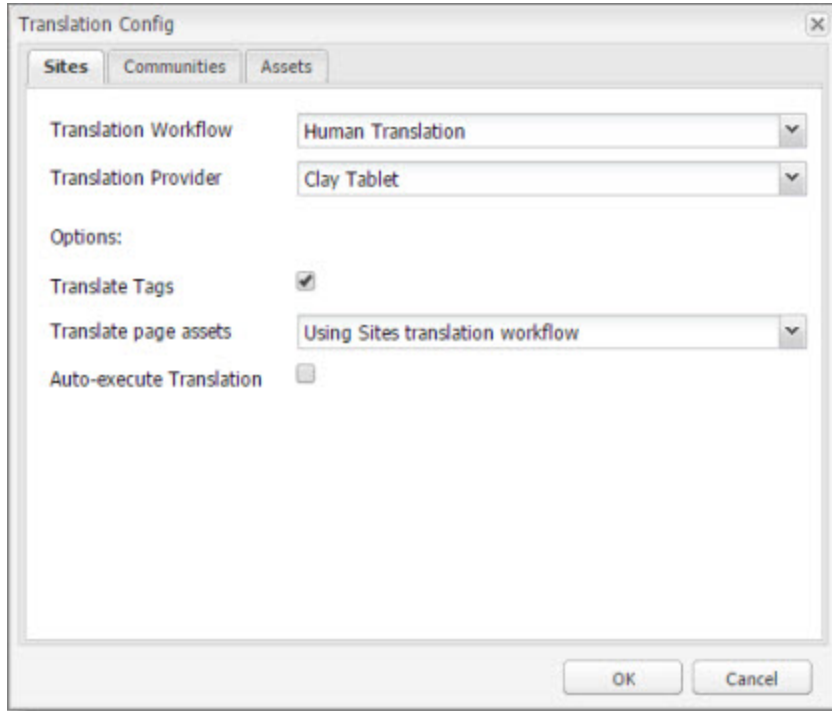 Translation Config
Sites Communities Assets
Translation Workflow Human Translation
Translation Provider Clay Tablet
Options:
Translate Tags
Translate page assets Using Sites translation workflow
Auto-execute Translation
OK Cancel